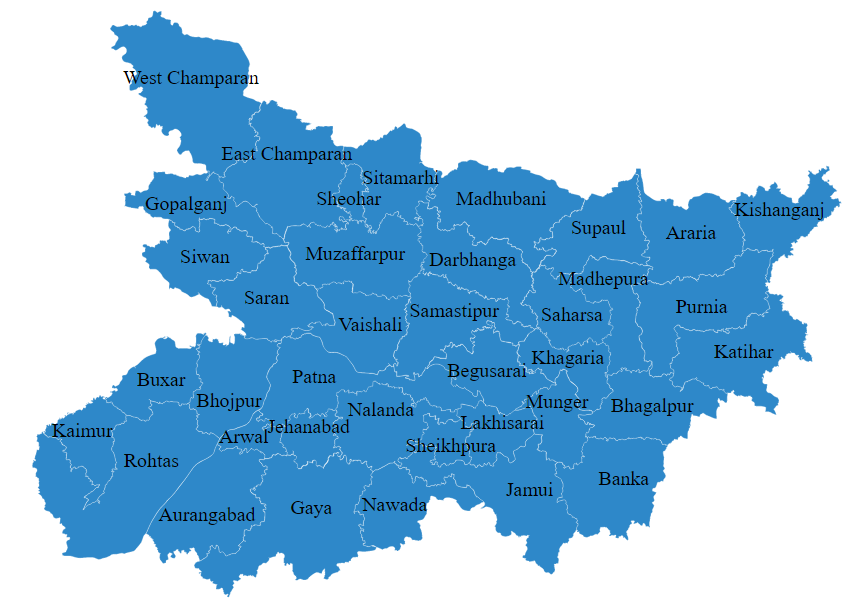 West Champaran
East Champaran
Sitamarhi
Sheohar
Madhubani
Gopalganj
Kishanganj
Supaul
Araria
Siwan
Muzaffarpur
Darbhanga
Madhepura
Saran
Purnia
Samastipur
Saharsa
Vaishali
Katihar
Khagaria
Begusarai
Patna
Buxar
Bhojpur
Munger
Bhagalpur
Nalanda
Lakhisarai
Jehanabad
Kaimur
Arwal
Sheikhpura
Rohtas
Banka
Jamui
Nawada
Gaya
Aurangabad